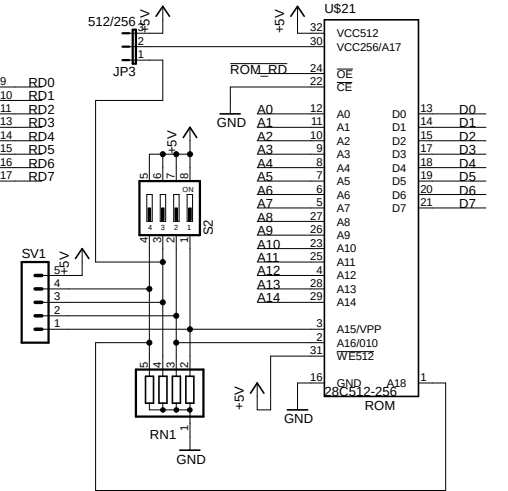 U$21
512/256
+5V
3
2
1
JP3
+5V
32 VCC512
30 VCC256/A17
ROM_RD 24 OE
22 CE
GND
9 RD0
10 RD1
11 RD2
12 RD3
13 RD4
14 RD5
15 RD6
16 RD7
17
A0 12 A0 D0 13 D0
A1 11 A1 D1 14 D1
A2 10 A2 D2 15 D2
A3 9 A3 D3 17 D3
A4 8 A4 D4 18 D4
A5 7 A5 D5 19 D5
A6 6 A6 D6 20 D6
A7 5 A7 D7 21 D7
A8 27 A8
A9 26 A9
A10 23 A10
A11 25 A11
A12 4 A12
A13 28 A13
A14 29 A14
3 A15/VPP
2 A16/010
31 WE512
16 GND A18 1
28C512-256
ROM
+5V
GND
+5V
5 6 7 8
ON
4 3 2 1
4 3 2 1
S2
SV1
+5V
5
4
3
2
1
5 4 3 2
RN1
1
GND